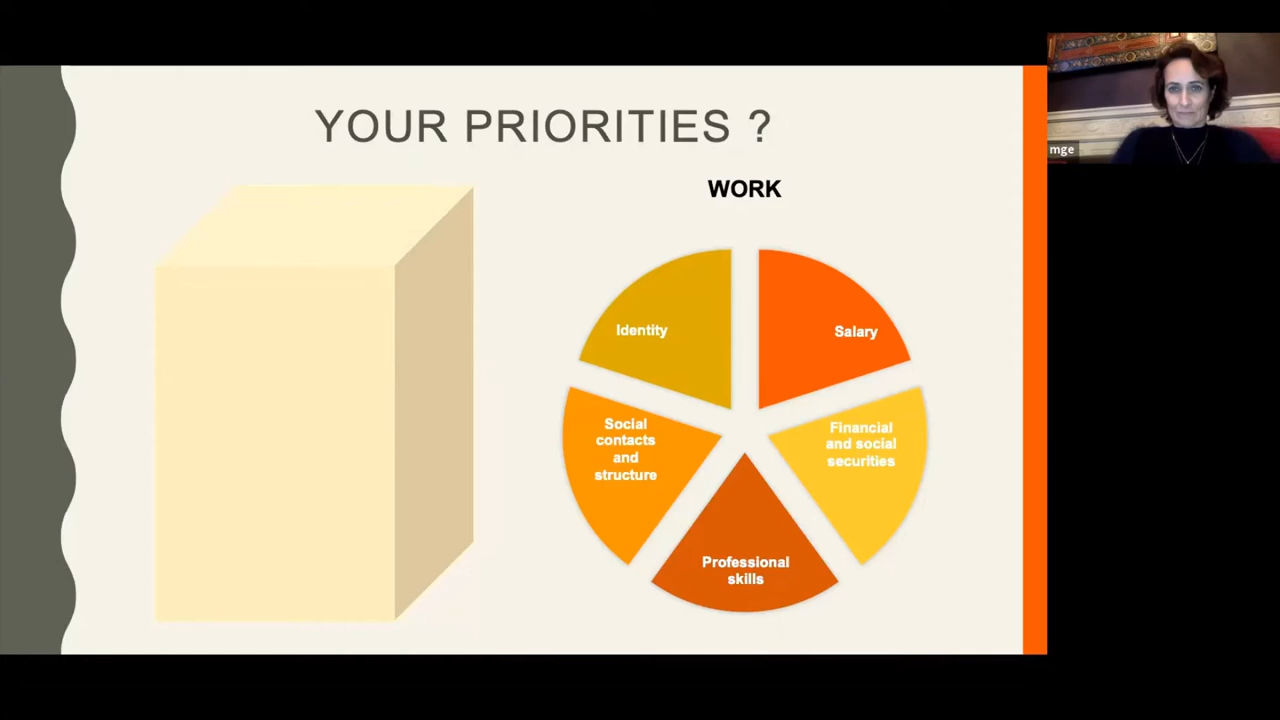 YOUR PRIORITIES ?
mge
WORK
Identity
Salary
Social
contacts
and
structure
Financial
and social
securities
Professional
skills